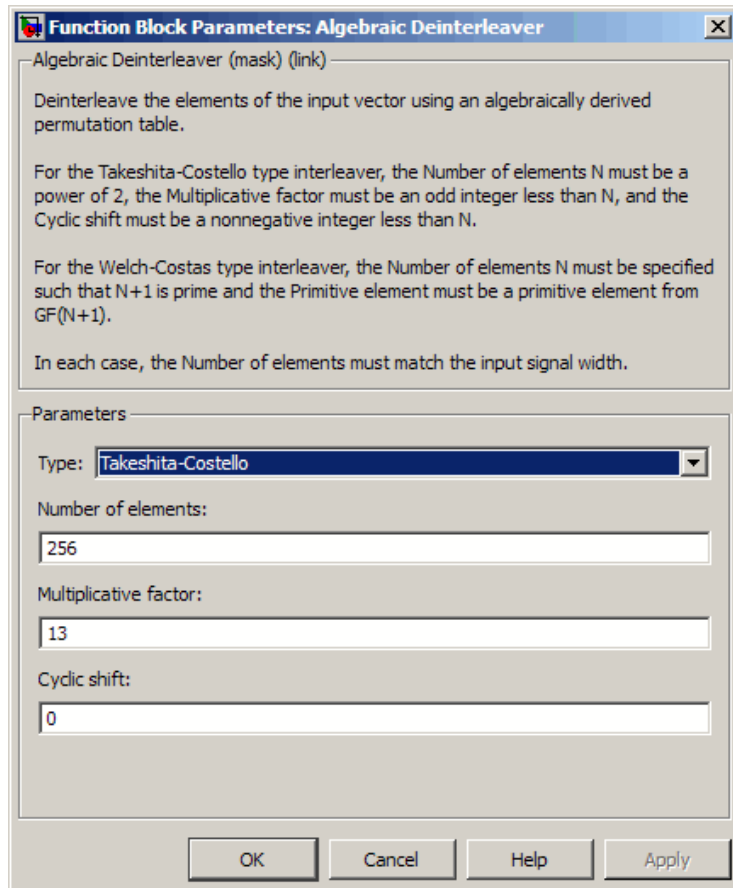 Function Block Parameters: Algebraic Deinterleaver
Algebraic Deinterleaver (mask) (link)
Deinterleave the elements of the input vector using an algebraically derived
permutation table.
For the Takeshita-Costello type interleaver, the Number of elements N must be a
power of 2, the Multiplicative factor must be an odd integer less than N, and the
Cyclic shift must be a nonnegative integer less than N.
For the Welch-Costas type interleaver, the Number of elements N must be specified
such that N+1 is prime and the Primitive element must be a primitive element from
GF(N+1).
In each case, the Number of elements must match the input signal width.
Parameters
Type: Takeshita-Costello
Number of elements:
256
Multiplicative factor:
13
Cyclic shift:
0
OK Cancel Help Apply